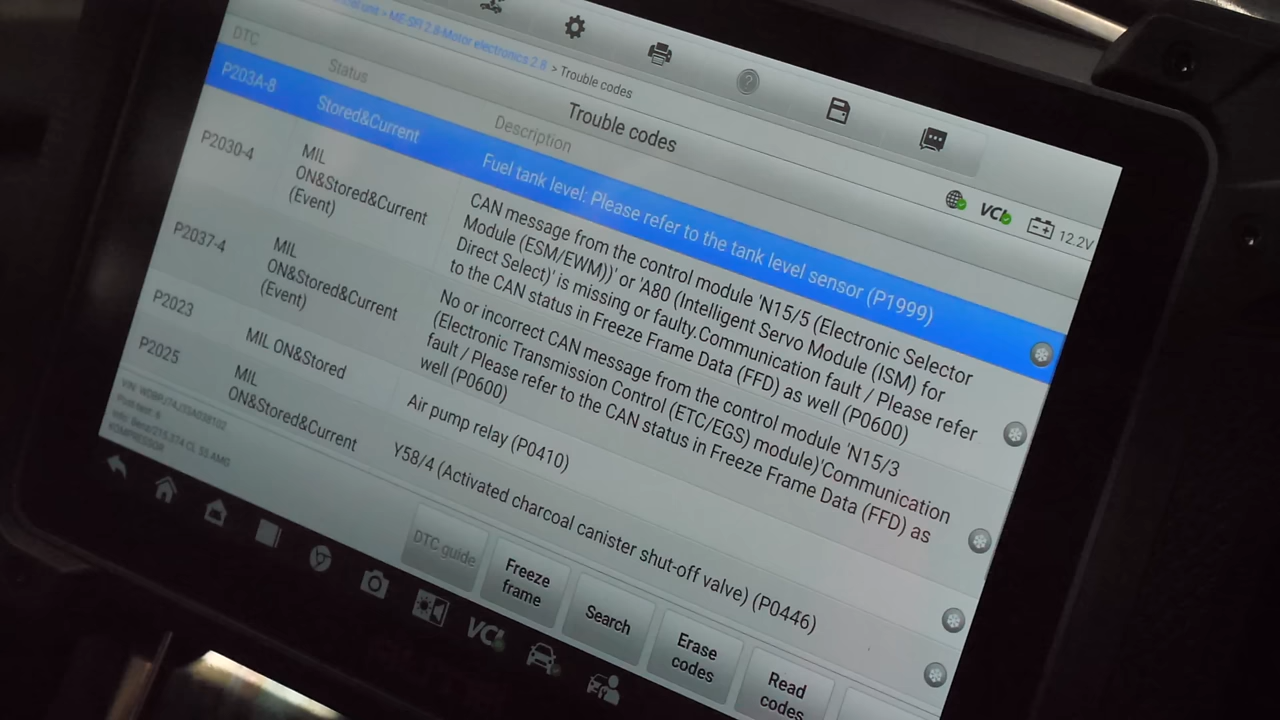 unit > ME-SFI 2.8-Motor electronics 2.8 > Trouble codes
Trouble codes
VCI
12.2V
DTC
Status
Description
P203A-8
Stored&Current
Fuel tank level: Please refer to the tank level sensor (P1999)
P2030-4
MIL
ON&Stored&Current
(Event)
CAN message from the control module 'N15/5 (Electronic Selector
Module (ESM/EWM))' or 'A80 (Intelligent Servo Module (ISM) for
Direct Select)' is missing or faulty.Communication fault / Please refer
to the CAN status in Freeze Frame Data (FFD) as well (P0600)
P2037-4
MIL
ON&Stored&Current
(Event)
No or incorrect CAN message from the control module 'N15/3
(Electronic Transmission Control (ETC/EGS) module)'Communication
fault / Please refer to the CAN status in Freeze Frame Data (FFD) as
well (P0600)
P2023
MIL ON&Stored
Air pump relay (P0410)
P2025
MIL
ON&Stored&Current
Y58/4 (Activated charcoal canister shut-off valve) (P0446)
KOMPRESSOR
DTC guide
Freeze
frame
Search
Erase
codes
Read
codes
VCI